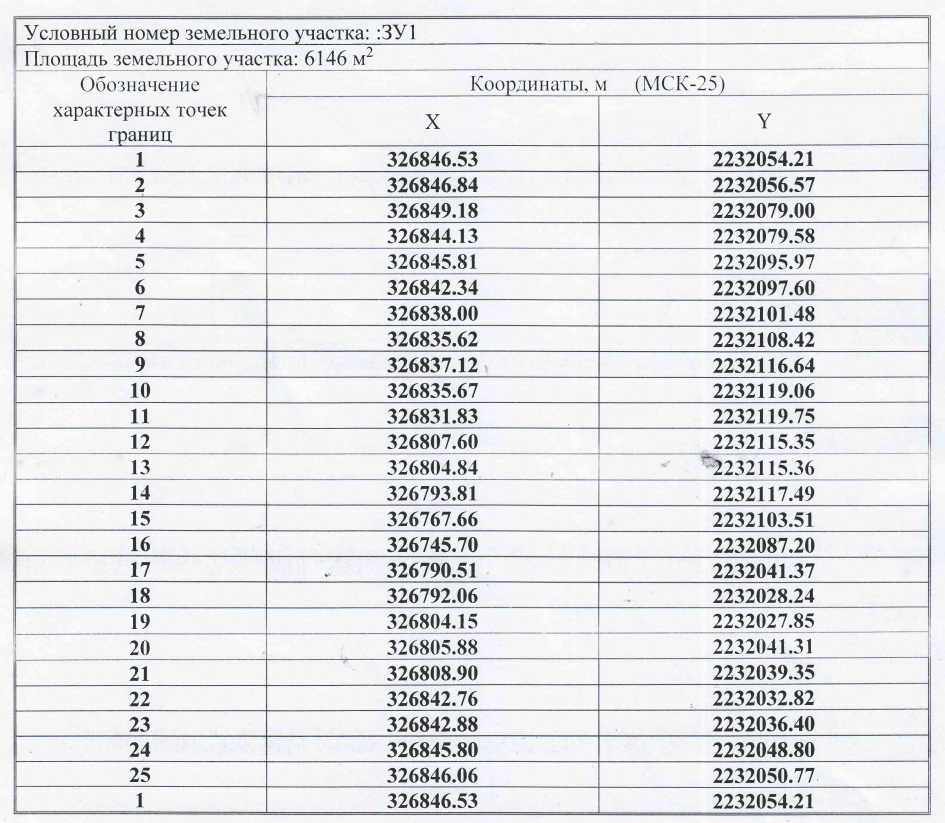 Условный номер земельного участка: :ЗУ1
Площадь земельного участка: 6146 м²
Обозначение характерных точек границ
Координаты, м (МСК-25)
X Y
1 326846.53 2232054.21
2 326846.84 2232056.57
3 326849.18 2232079.00
4 326844.13 2232079.58
5 326845.81 2232095.97
6 326842.34 2232097.60
7 326838.00 2232101.48
8 326835.62 2232108.42
9 326837.12 2232116.64
10 326835.67 2232119.06
11 326831.83 2232119.75
12 326807.60 2232115.35
13 326804.84 2232115.36
14 326793.81 2232117.49
15 326767.66 2232103.51
16 326745.70 2232087.20
17 326790.51 2232041.37
18 326792.06 2232028.24
19 326804.15 2232027.85
20 326805.88 2232041.31
21 326808.90 2232039.35
22 326842.76 2232032.82
23 326842.88 2232036.40
24 326845.80 2232048.80
25 326846.06 2232050.77
1 326846.53 2232054.21